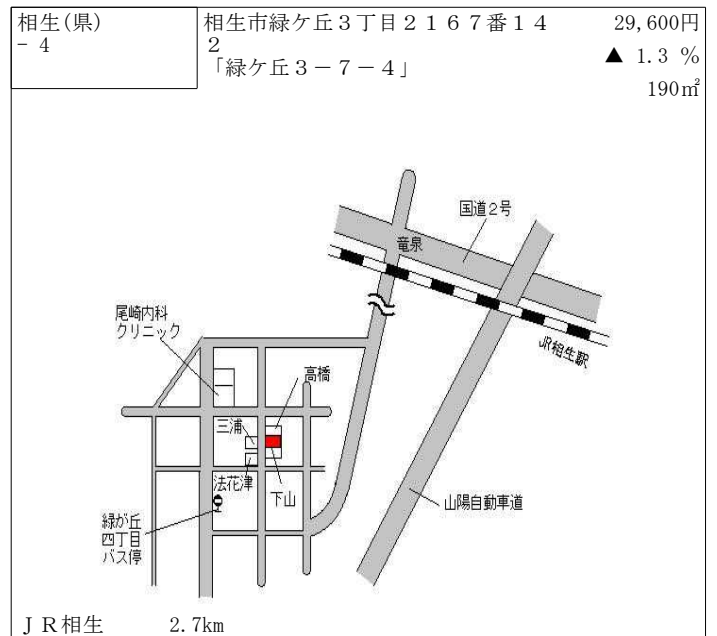 相生(県)
- 4
相生市緑ケ丘３丁目２１６７番１４
２
「緑ケ丘３－７－４」
29,600円
▲ 1.3 %
190㎡
国道2号
竜泉
JR相生駅
尾崎内科
クリニック
高橋
三浦
法花津
下山
山陽自動車道
緑が丘
四丁目
バス停
ＪＲ相生 2.7km